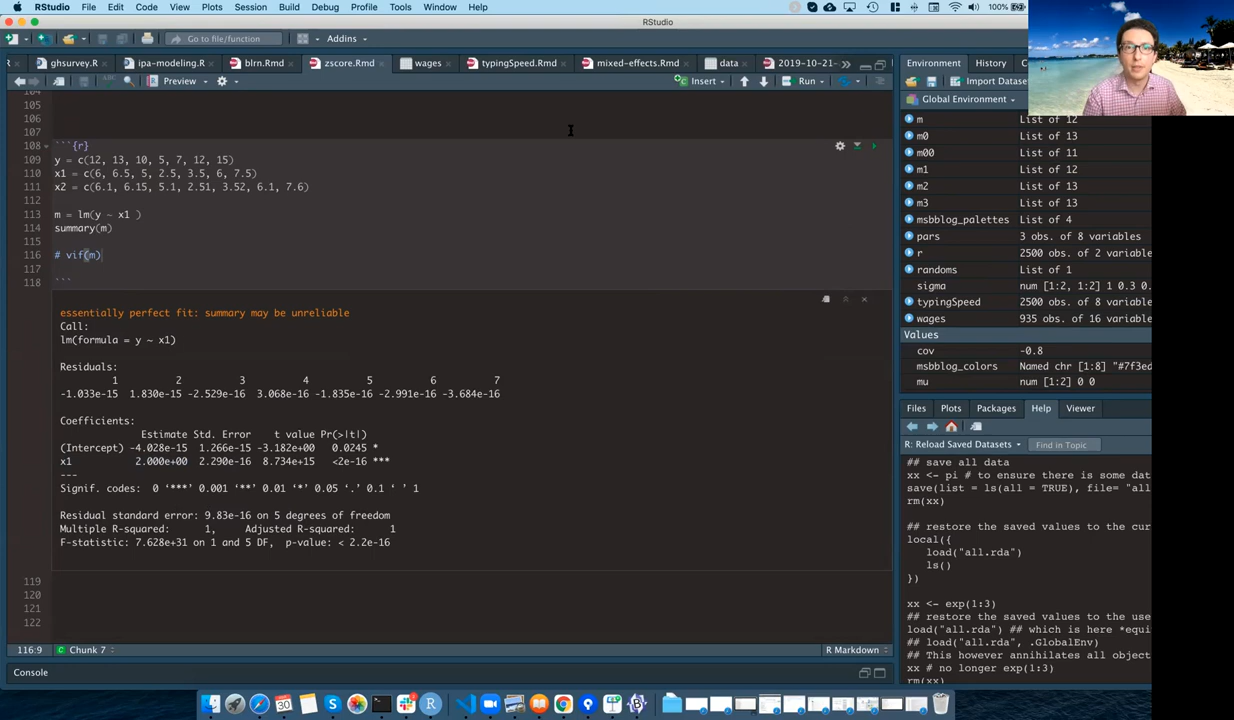 RStudio File Edit Code View Plots Session Build Debug Profile Tools Window Help 100%
RStudio
Go to file/function Addins
R ghsurvey.R ipa-modeling.R blrn.Rmd zscore.Rmd wages typingSpeed.Rmd mixed-effects.Rmd data 2019-10-21-
Preview Insert Run
104
105
106
107
108 ```{r}
109 y = c(12, 13, 10, 5, 7, 12, 15)
110 x1 = c(6, 6.5, 5, 2.5, 3.5, 6, 7.5)
111 x2 = c(6.1, 6.15, 5.1, 2.51, 3.52, 6.1, 7.6)
112
113 m = lm(y ~ x1 )
114 summary(m)
115
116 # vif(m)
117
118 ```
essentially perfect fit: summary may be unreliable
Call:
lm(formula = y ~ x1)
Residuals:
1 2 3 4 5 6 7
-1.033e-15 1.830e-15 -2.529e-16 3.068e-16 -1.835e-16 -2.991e-16 -3.684e-16
Coefficients:
Estimate Std. Error t value Pr(>|t|)
(Intercept) -4.028e-15 1.266e-15 -3.182e+00 0.0245 *
x1 2.000e+00 2.290e-16 8.734e+15 <2e-16 ***
---
Signif. codes: 0 ‘***’ 0.001 ‘**’ 0.01 ‘*’ 0.05 ‘.’ 0.1 ‘ ’ 1
Residual standard error: 9.83e-16 on 5 degrees of freedom
Multiple R-squared: 1, Adjusted R-squared: 1
F-statistic: 7.628e+31 on 1 and 5 DF, p-value: < 2.2e-16
119
120
121
122
116:9 Chunk 7 R Markdown
Console
Environment History C
Import Datase
Global Environment
m List of 12
m0 List of 13
m00 List of 11
m1 List of 12
m2 List of 13
m3 List of 13
msbblog_palettes List of 4
pars 3 obs. of 8 variables
r 2500 obs. of 2 variable
randoms List of 1
sigma num [1:2, 1:2] 1 0.3 0.
typingSpeed 2500 obs. of 8 variable
wages 935 obs. of 16 variable
Values
cov -0.8
msbblog_colors Named chr [1:8] "#7f3ed
mu num [1:2] 0 0
Files Plots Packages Help Viewer
R: Reload Saved Datasets Find in Topic
## save all data
xx <- pi # to ensure there is some dat
save(list = ls(all = TRUE), file= "all
rm(xx)
## restore the saved values to the cur
local({
load("all.rda")
ls()
})
xx <- exp(1:3)
## restore the saved values to the use
load("all.rda") ## which is here *equi
## load("all.rda", .GlobalEnv)
## This however annihilates all object
xx # no longer exp(1:3)
rm(xx)
30